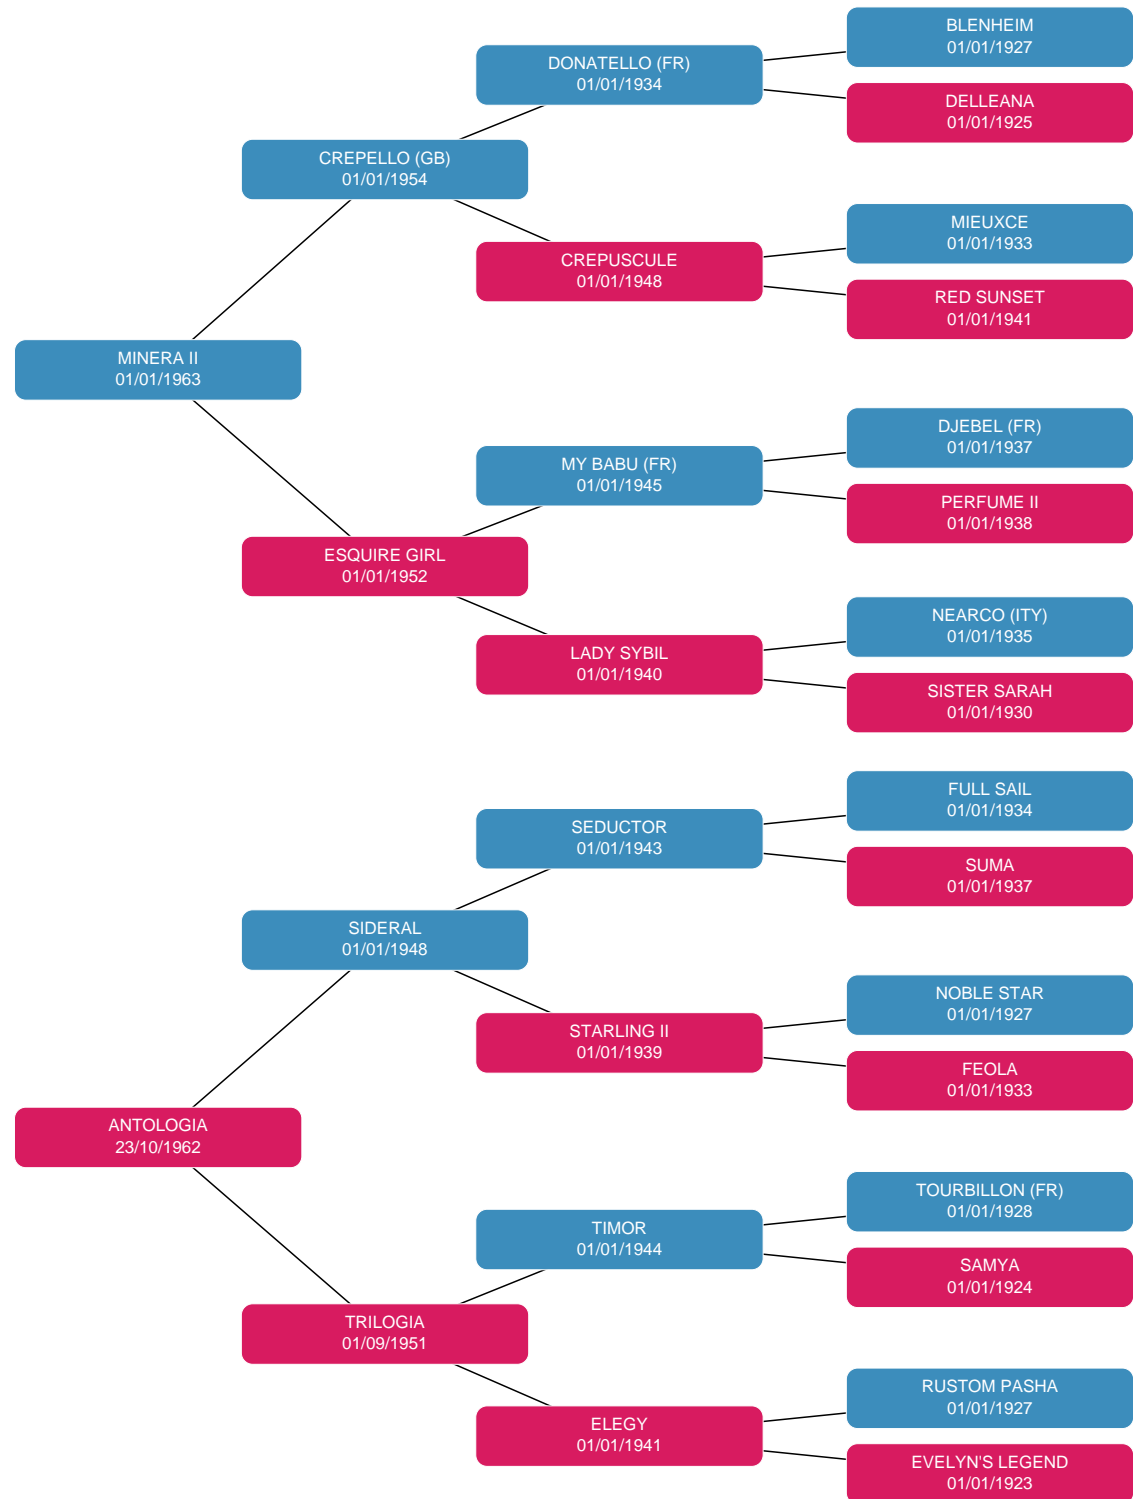 BLENHEIM
01/01/1927
DONATELLO (FR)
01/01/1934
DELLEANA
01/01/1925
CREPELLO (GB)
01/01/1954
MIEUXCE
01/01/1933
CREPUSCULE
01/01/1948
RED SUNSET
01/01/1941
MINERA II
01/01/1963
DJEBEL (FR)
01/01/1937
MY BABU (FR)
01/01/1945
PERFUME II
01/01/1938
ESQUIRE GIRL
01/01/1952
NEARCO (ITY)
01/01/1935
LADY SYBIL
01/01/1940
SISTER SARAH
01/01/1930
FULL SAIL
01/01/1934
SEDUCTOR
01/01/1943
SUMA
01/01/1937
SIDERAL
01/01/1948
NOBLE STAR
01/01/1927
STARLING II
01/01/1939
FEOLA
01/01/1933
ANTOLOGIA
23/10/1962
TOURBILLON (FR)
01/01/1928
TIMOR
01/01/1944
SAMYA
01/01/1924
TRILOGIA
01/09/1951
RUSTOM PASHA
01/01/1927
ELEGY
01/01/1941
EVELYN'S LEGEND
01/01/1923